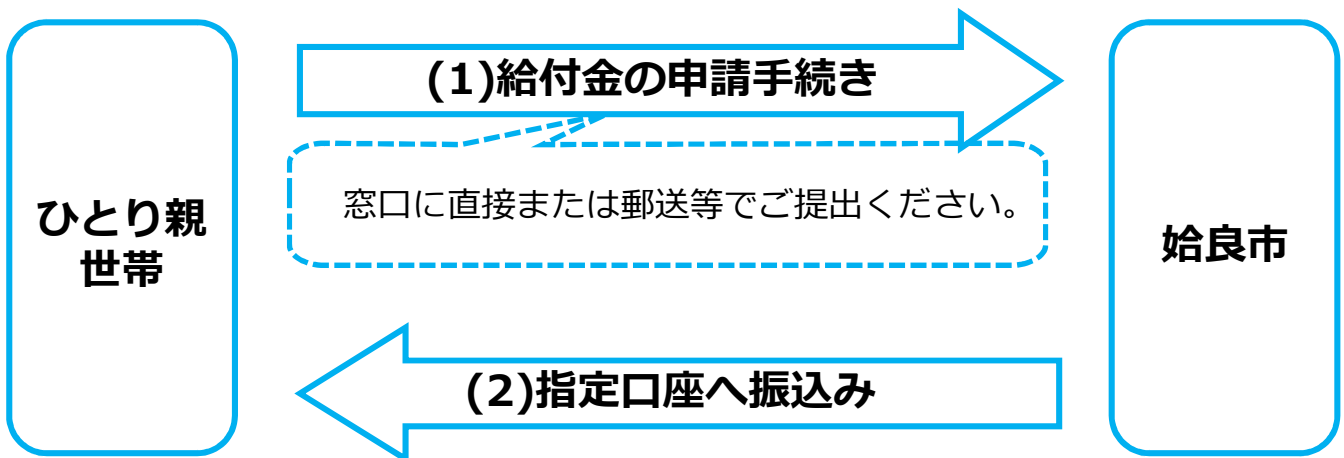 (1)給付金の申請手続き
ひとり親
世帯
窓口に直接または郵送等でご提出ください。
姶良市
(2)指定口座へ振込み